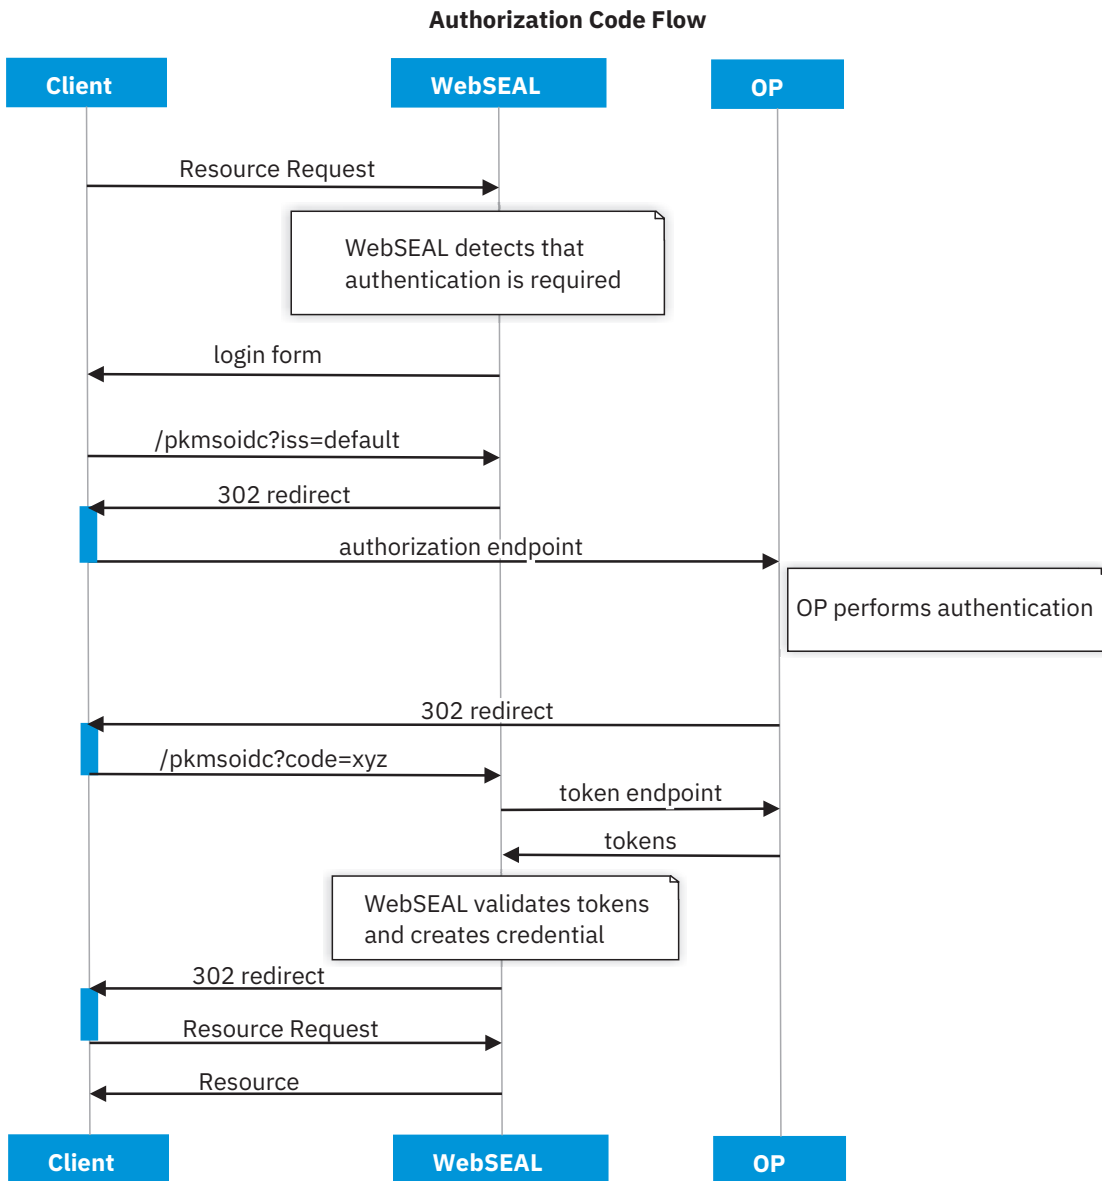 Authorization Code Flow
Client
WebSEAL
OP
Resource Request
WebSEAL detects that
authentication is required
login form
/pkmsoidc?iss=default
302 redirect
authorization endpoint
OP performs authentication
302 redirect
/pkmsoidc?code=xyz
token endpoint
tokens
WebSEAL validates tokens
and creates credential
302 redirect
Resource Request
Resource
Client
WebSEAL
OP